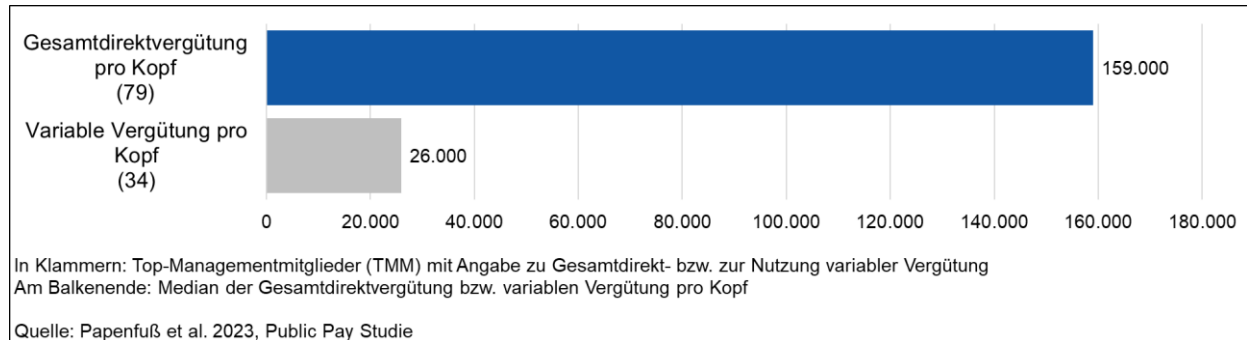 Gesamtdirektvergütung
pro Kopf
(79)
159.000
Variable Vergütung pro
Kopf
(34)
26.000
0 20.000 40.000 60.000 80.000 100.000 120.000 140.000 160.000 180.000
In Klammern: Top-Managementmitglieder (TMM) mit Angabe zu Gesamtdirekt- bzw. zur Nutzung variabler Vergütung
Am Balkenende: Median der Gesamtdirektvergütung bzw. variablen Vergütung pro Kopf
Quelle: Papenfuß et al. 2023, Public Pay Studie